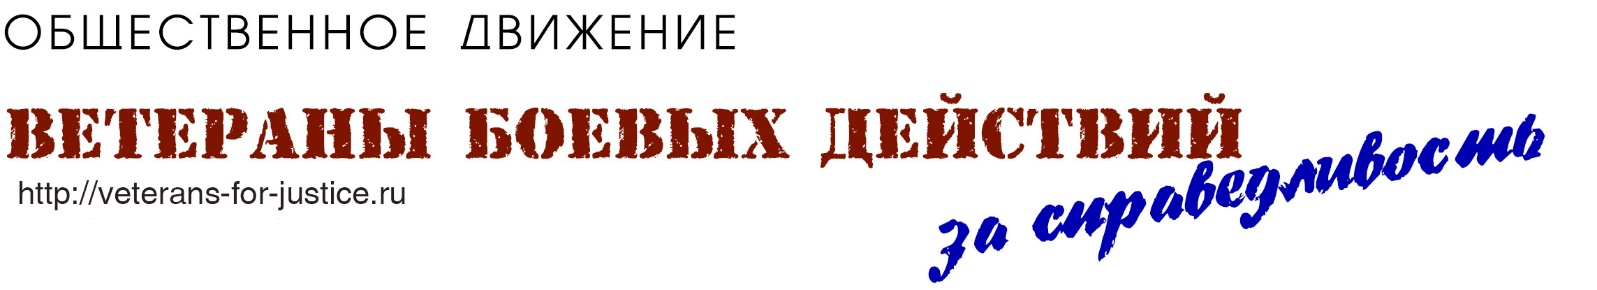 ОБЩЕСТВЕННОЕ ДВИЖЕНИЕ
ВЕТЕРАНЫ БОЕВЫХ ДЕЙСТВИЙ
за справедливость
http://veterans-for-justice.ru